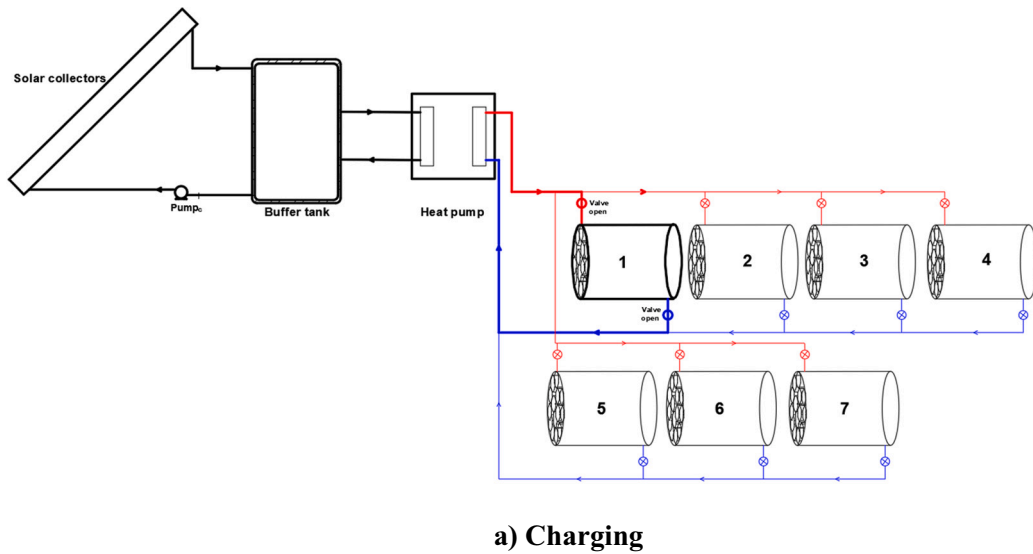 Solar collectors
Pump
Buffer tank
Heat pump
Valve
open
1
2
3
4
Valve
open
5
6
7
a) Charging